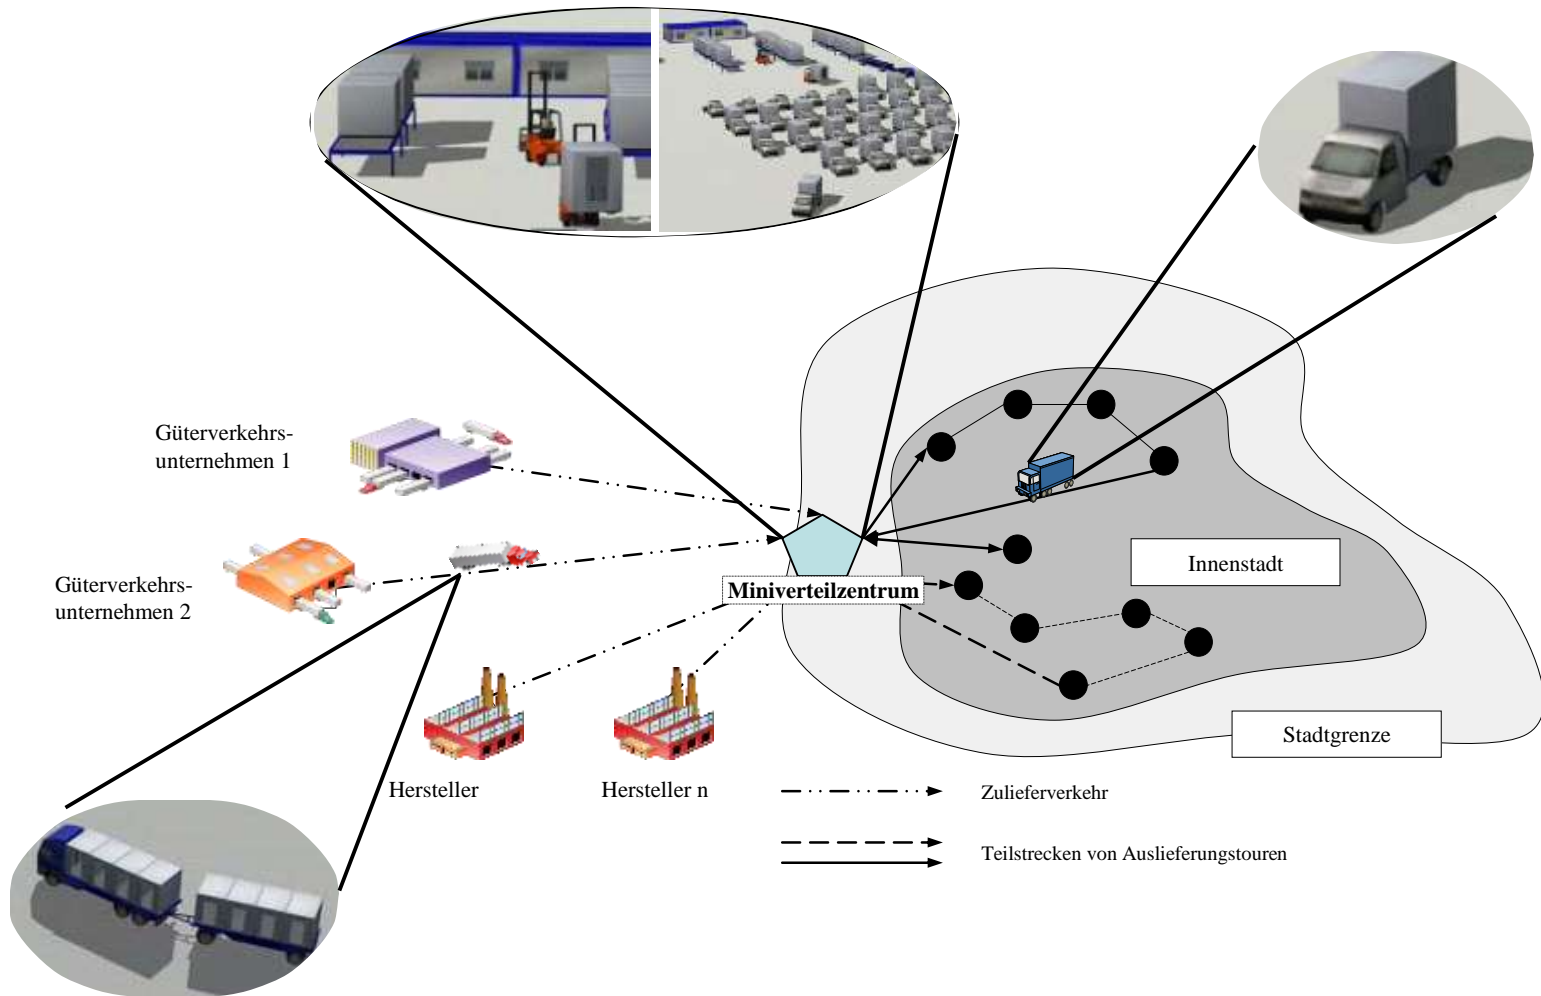 Güterverkehrs-
unternehmen 1
Güterverkehrs-
unternehmen 2
Miniverteilzentrum
Innenstadt
Stadtgrenze
Hersteller
Hersteller n
Zulieferverkehr
Teilstrecken von Auslieferungstouren